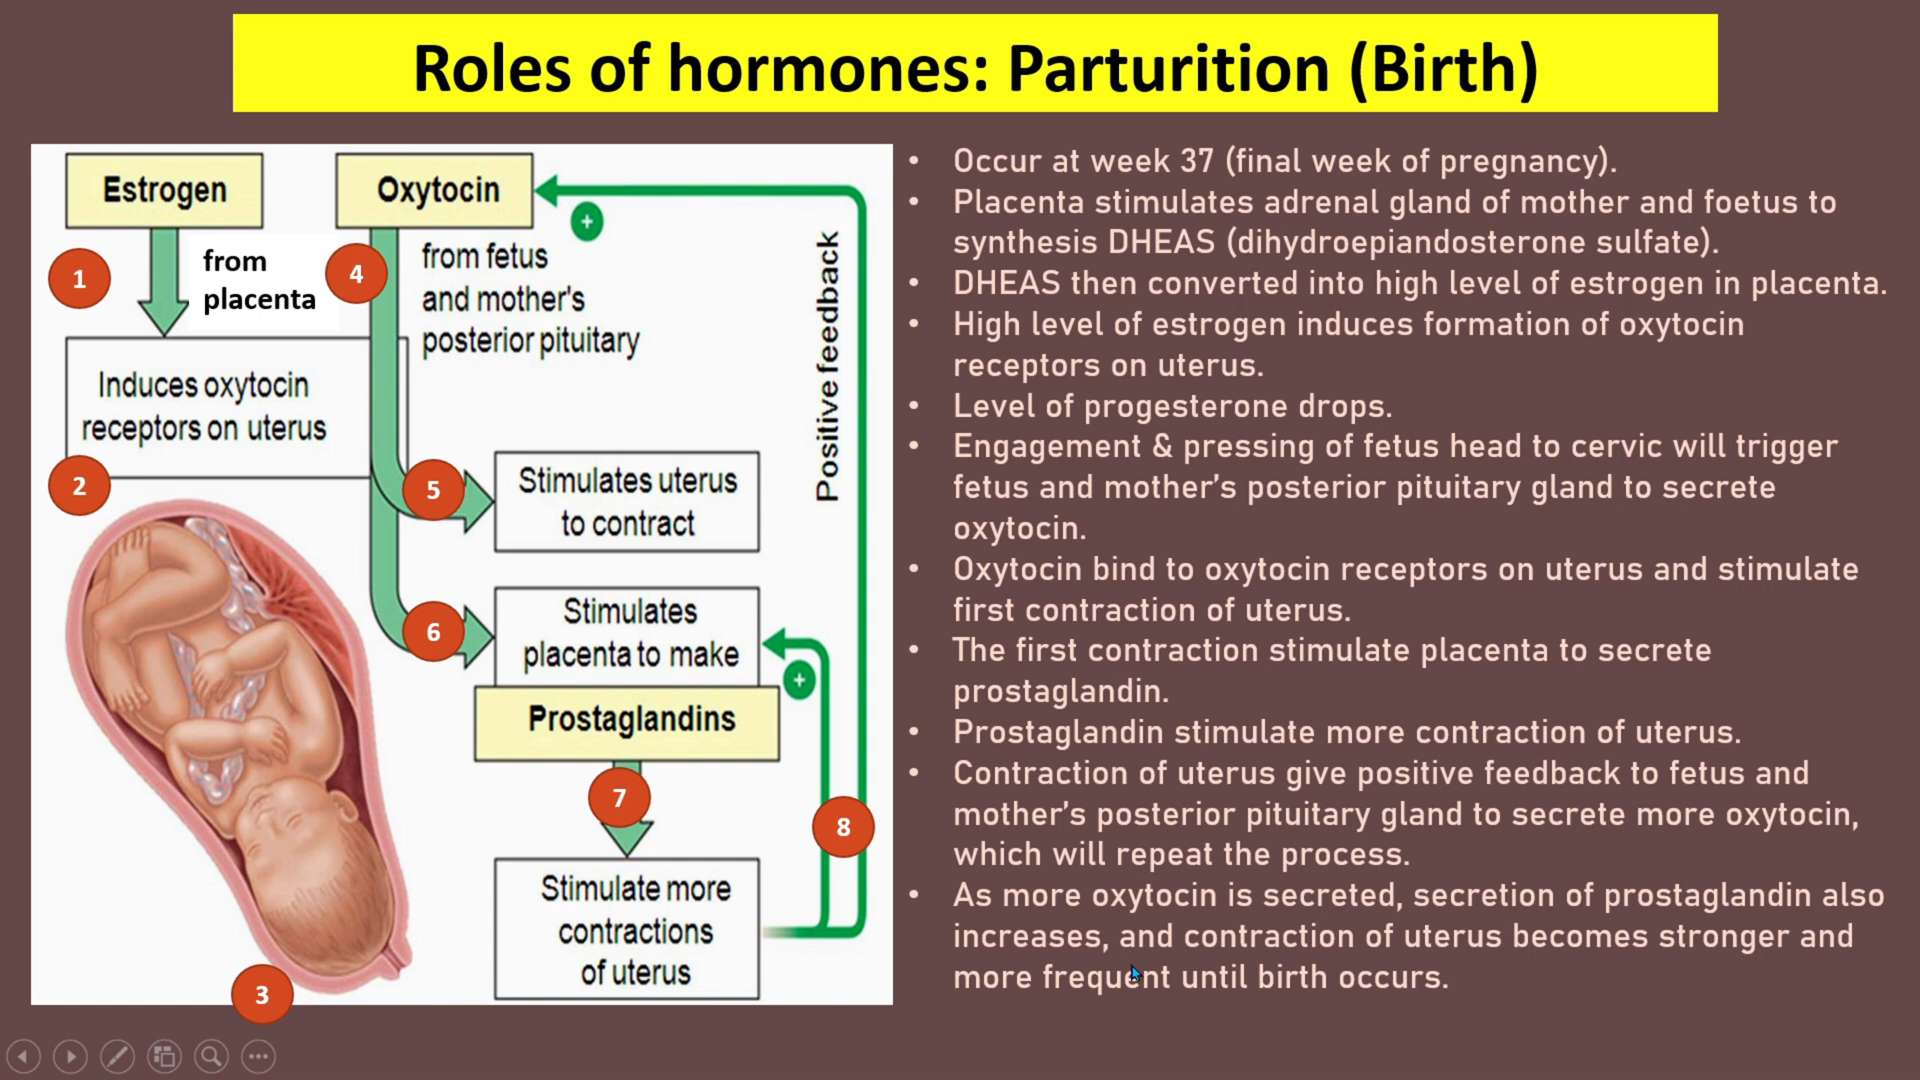 Roles of hormones: Parturition (Birth)
Estrogen
Oxytocin
+
1
from
placenta
4
from fetus
and mother's
posterior pituitary
Positive feedback
Induces oxytocin
receptors on uterus
2
5
Stimulates uterus
to contract
6
Stimulates
placenta to make
+
Prostaglandins
7
8
Stimulate more
contractions
of uterus
3
• Occur at week 37 (final week of pregnancy).
• Placenta stimulates adrenal gland of mother and foetus to
synthesis DHEAS (dihydroepiandosterone sulfate).
• DHEAS then converted into high level of estrogen in placenta.
• High level of estrogen induces formation of oxytocin
receptors on uterus.
• Level of progesterone drops.
• Engagement & pressing of fetus head to cervic will trigger
fetus and mother’s posterior pituitary gland to secrete
oxytocin.
• Oxytocin bind to oxytocin receptors on uterus and stimulate
first contraction of uterus.
• The first contraction stimulate placenta to secrete
prostaglandin.
• Prostaglandin stimulate more contraction of uterus.
• Contraction of uterus give positive feedback to fetus and
mother’s posterior pituitary gland to secrete more oxytocin,
which will repeat the process.
• As more oxytocin is secreted, secretion of prostaglandin also
increases, and contraction of uterus becomes stronger and
more frequent until birth occurs.